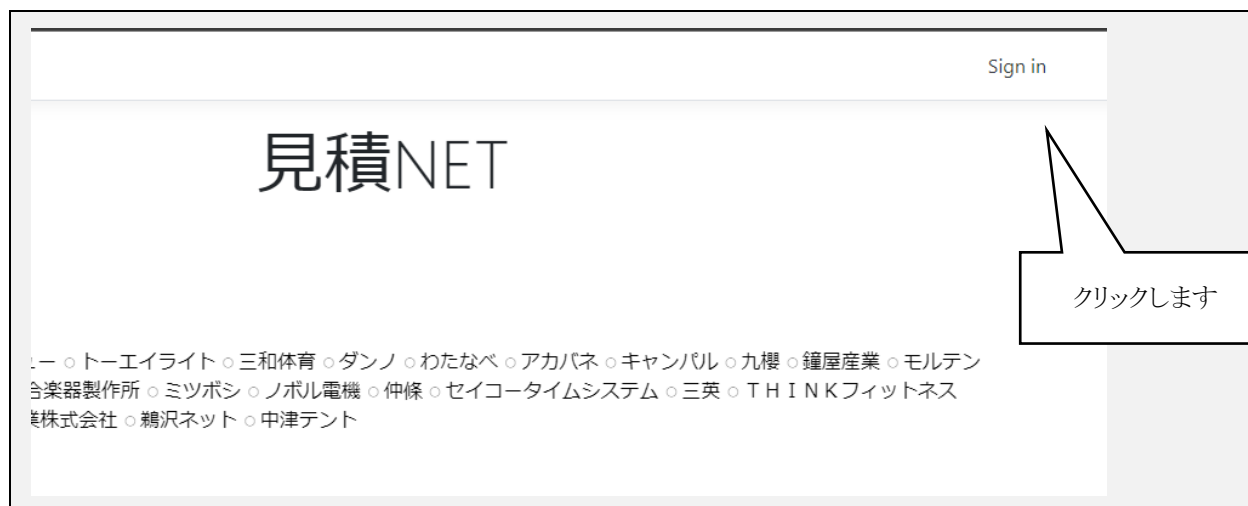 Sign in
見積NET
クリックします
ー ○ トーエイライト ○ 三和体育 ○ ダンノ ○ わたなべ ○ アカバネ ○ キャンパル ○ 九櫻 ○ 鐘屋産業 ○ モルテン
合楽器製作所 ○ ミツボシ ○ ノボル電機 ○ 仲條 ○ セイコータイムシステム ○ 三英 ○ ＴＨＩＮＫフィットネス
業株式会社 ○ 鵜沢ネット ○ 中津テント